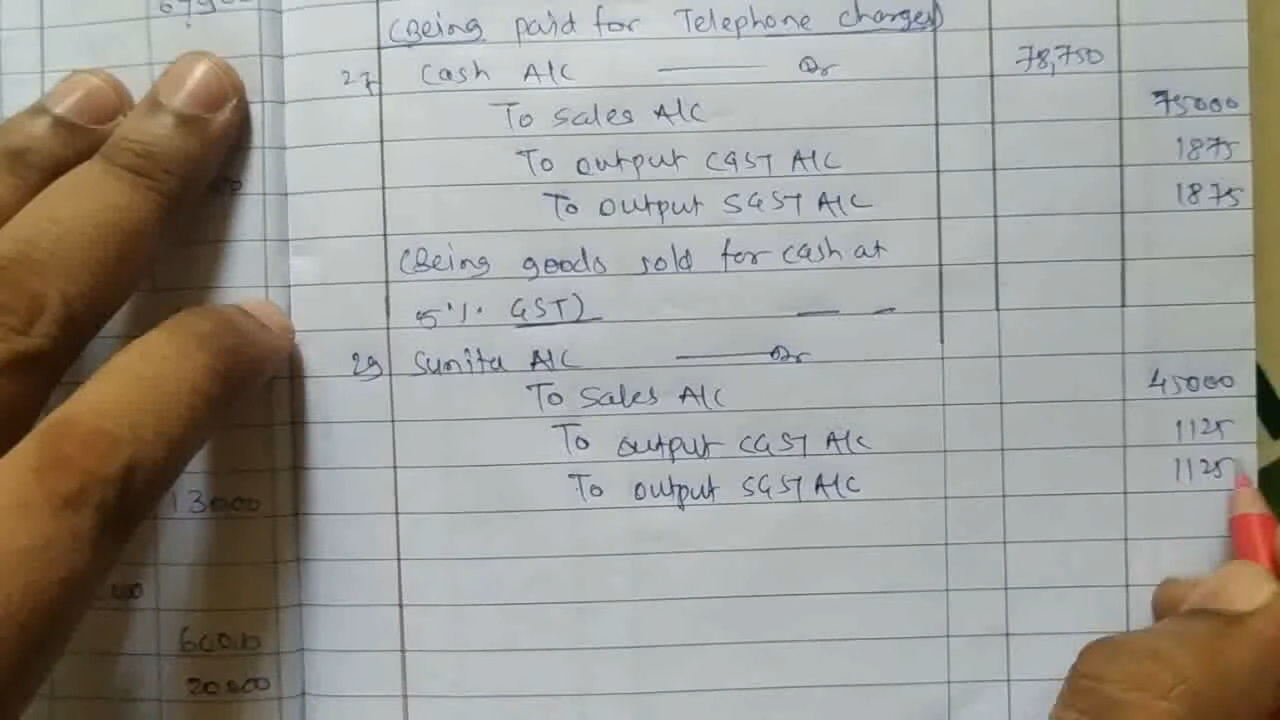 (Being paid for Telephone charges)
27 Cash A/C Dr 78,750
To Sales A/C 75000
To output CGST A/C 1875
To output SGST A/C 1875
(Being goods sold for cash at
5%. GST)
29 Sunita A/C Dr
To Sales A/C 45000
To output CGST A/C 1125
To output SGST A/C 1125
13000
20000